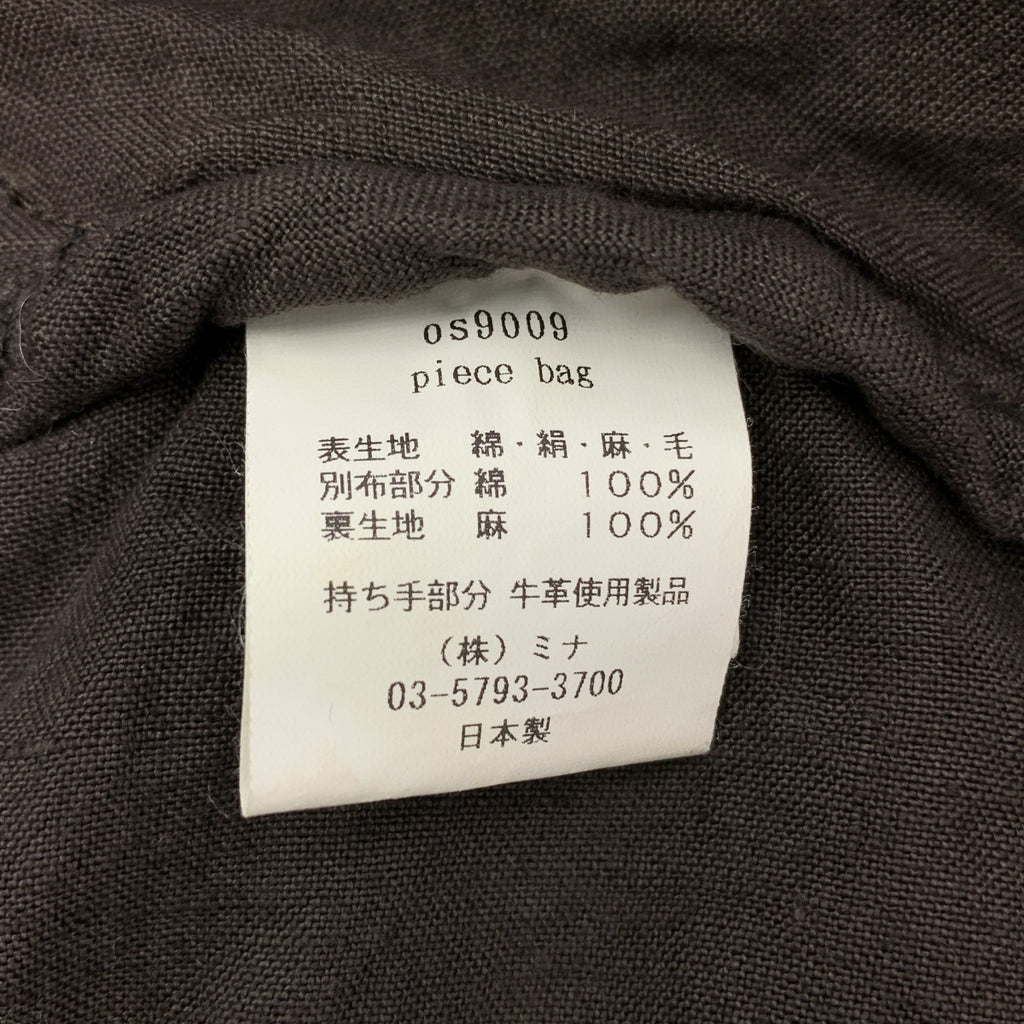 os9009
piece bag
表生地 綿・絹・麻・毛
別布部分 綿 100%
裏生地 麻 100%
持ち手部分 牛革使用製品
(株)ミナ
03-5793-3700
日本製